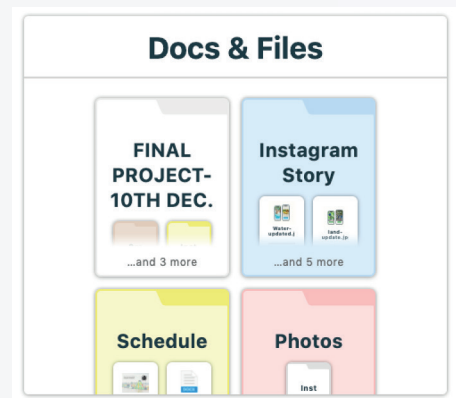 Docs & Files
FINAL
PROJECT-
10TH DEC.
...and 3 more
Instagram
Story
Water-
updated.j
land-
update.jp
...and 5 more
Schedule
Photos
Inst